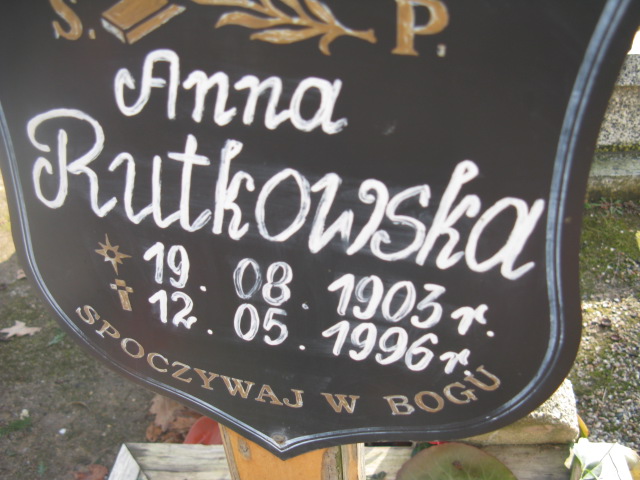 S. P.
Anna
Rutkowska
19. 08. 1903 r.
12. 05. 1996 r.
SPOCZYWAJ W BOGU